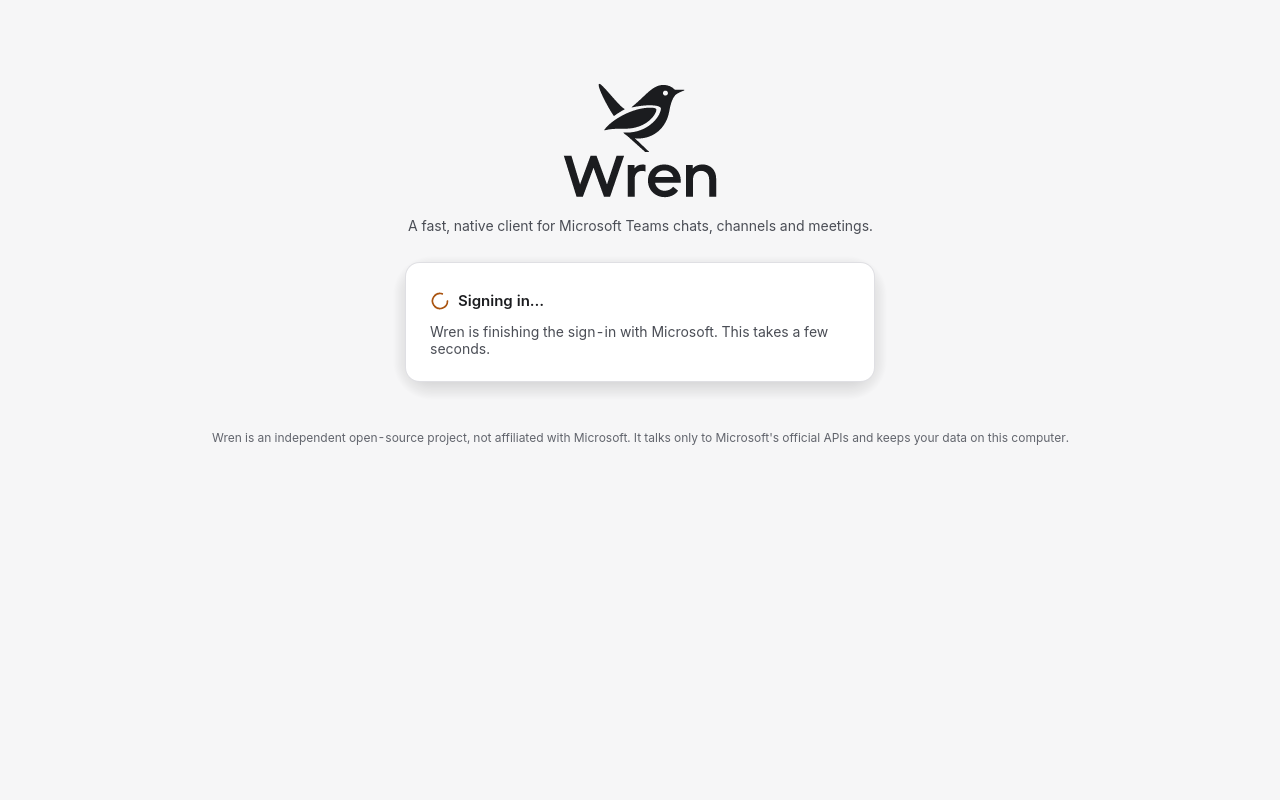 Wren
A fast, native client for Microsoft Teams chats, channels and meetings.
Signing in...
Wren is finishing the sign-in with Microsoft. This takes a few
seconds.
Wren is an independent open-source project, not affiliated with Microsoft. It talks only to Microsoft's official APIs and keeps your data on this computer.